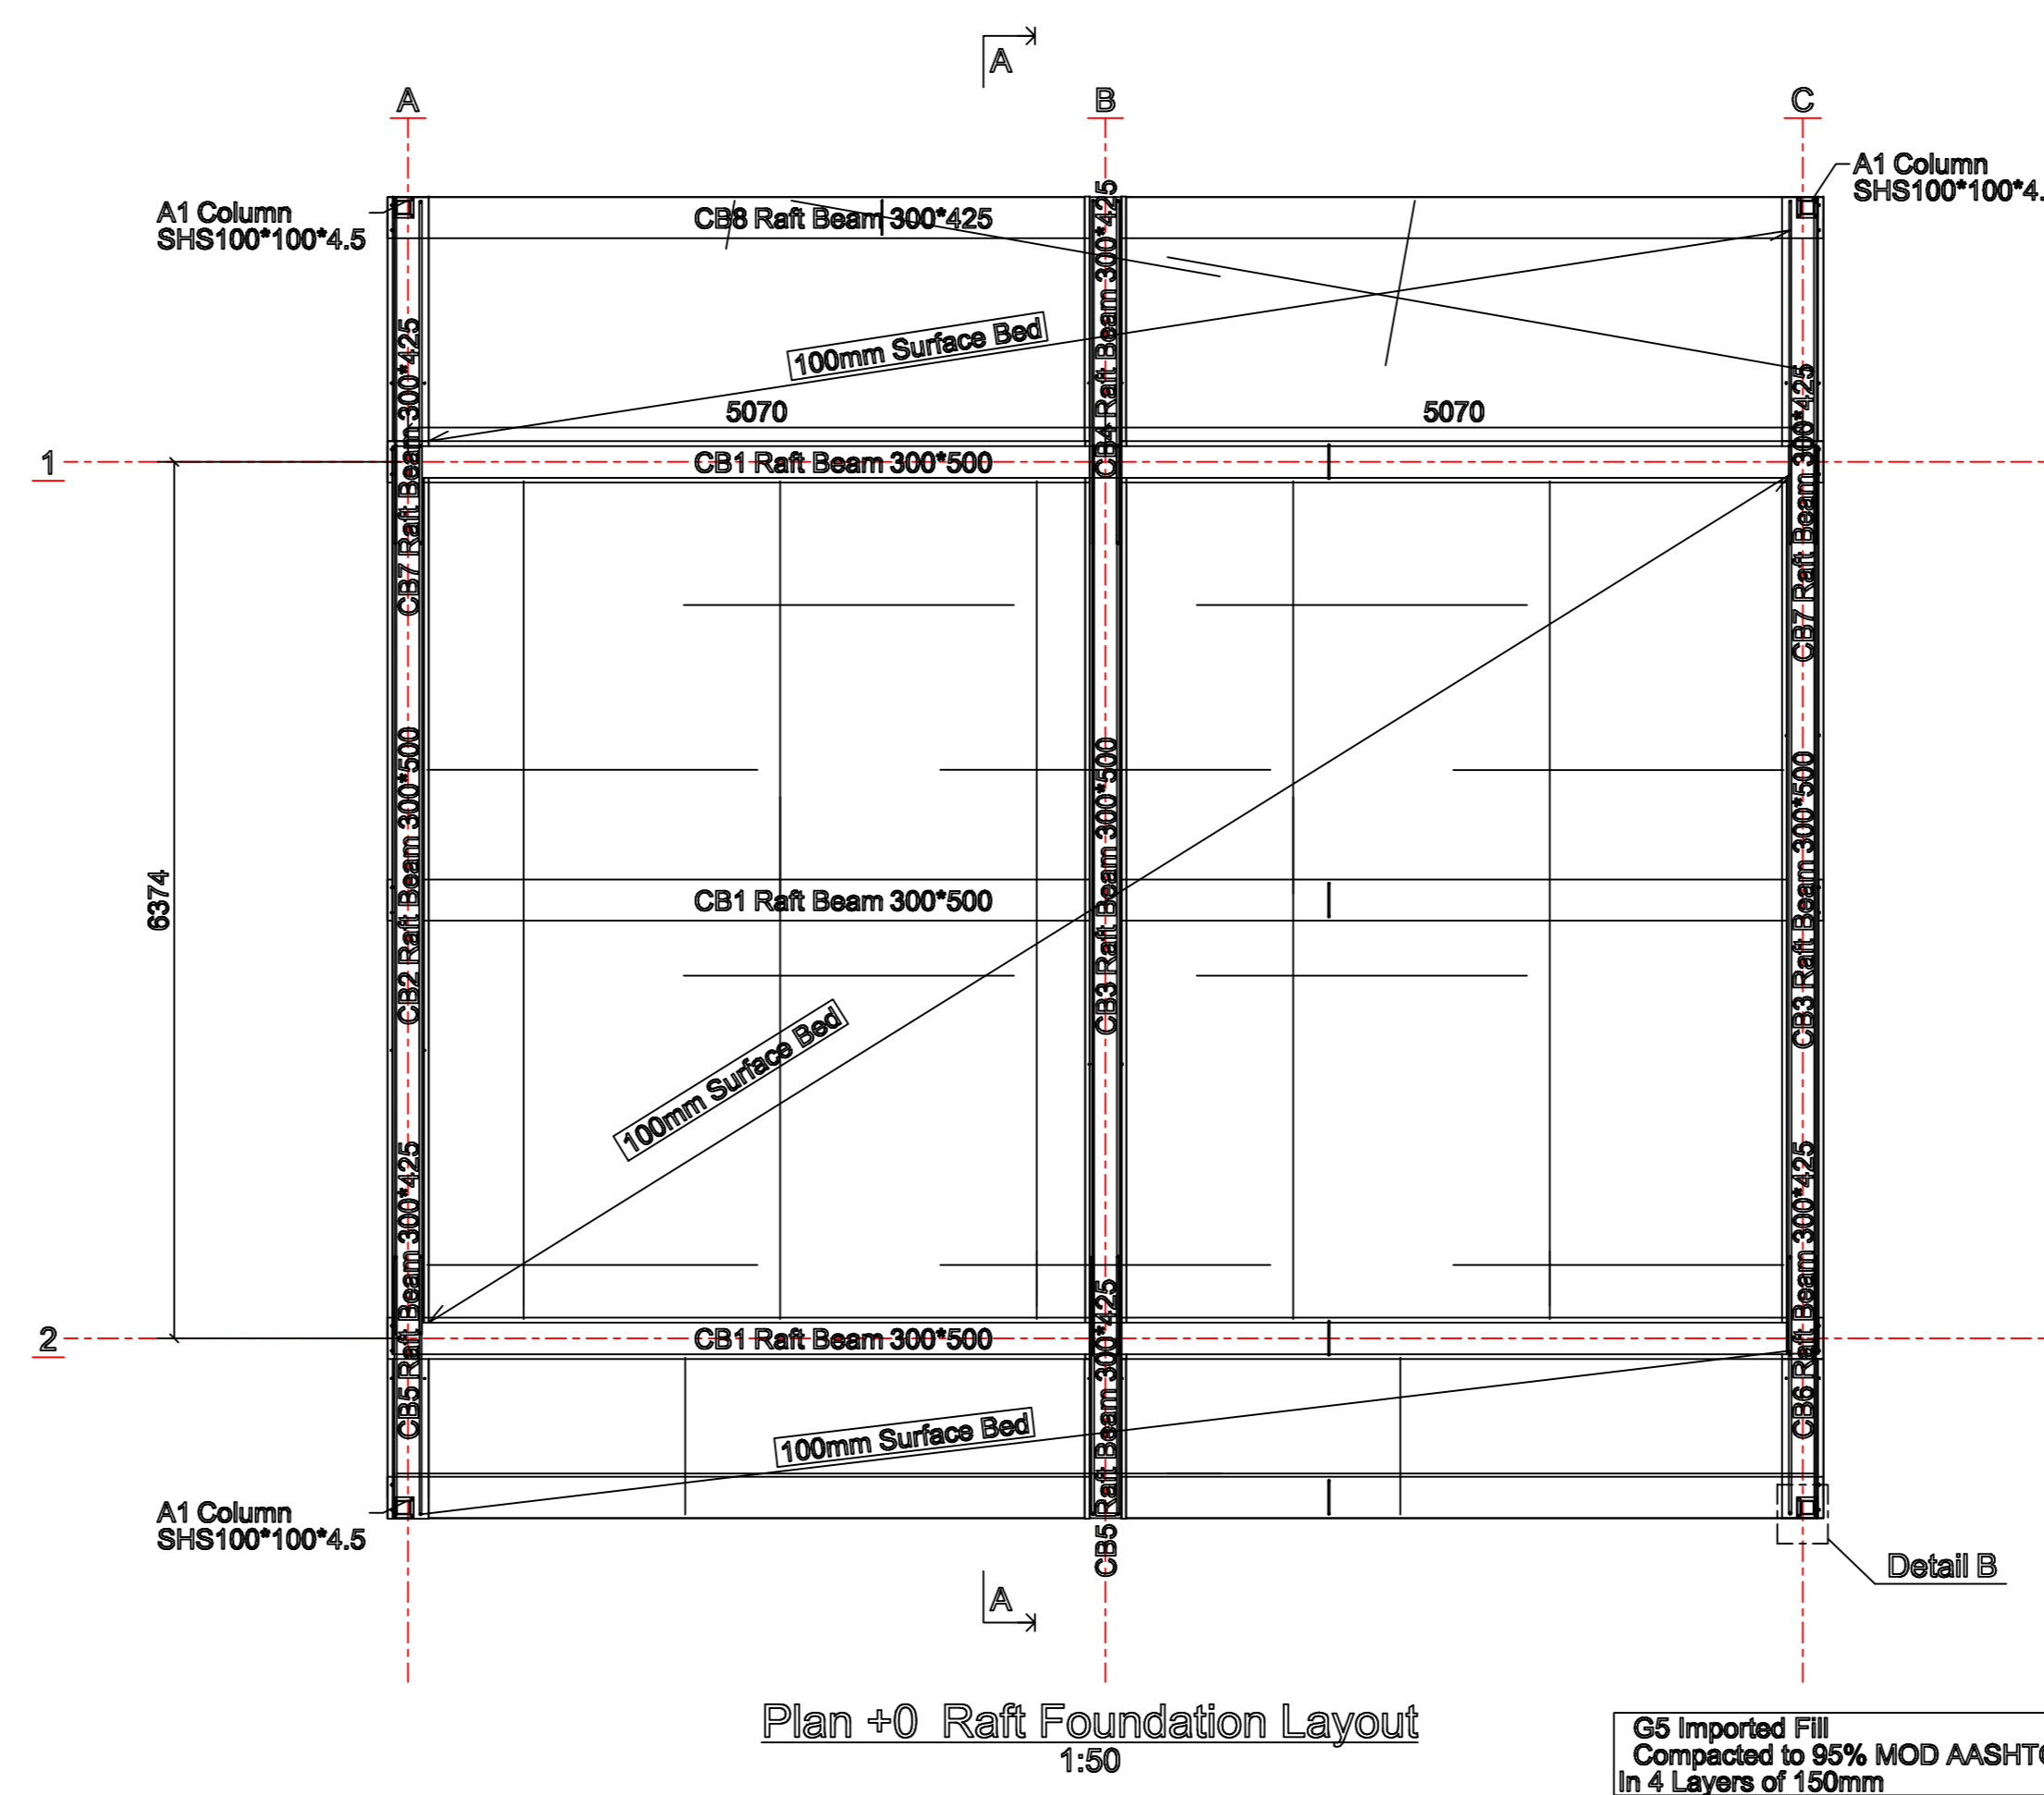 A
A
B
C
A1 Column
SHS100*100*4.5
CB8 Raft Beam 300*425
A1 Column
SHS100*100*4.
CB4 Raft Beam 300*425
100mm Surface Bed
CB7 Raft Beam 300*425
CB7 Raft Beam 300*425
5070
5070
1
CB1 Raft Beam 300*500
CB2 Raft Beam 300*500
CB3 Raft Beam 300*500
CB3 Raft Beam 300*500
6374
CB1 Raft Beam 300*500
100mm Surface Bed
CB5 Raft Beam 300*425
CB5 Raft Beam 300*425
CB6 Raft Beam 300*425
2
CB1 Raft Beam 300*500
100mm Surface Bed
A1 Column
SHS100*100*4.5
Detail B
A
Plan +0 Raft Foundation Layout
1:50
G5 Imported Fill
Compacted to 95% MOD AASHTO
In 4 Layers of 150mm